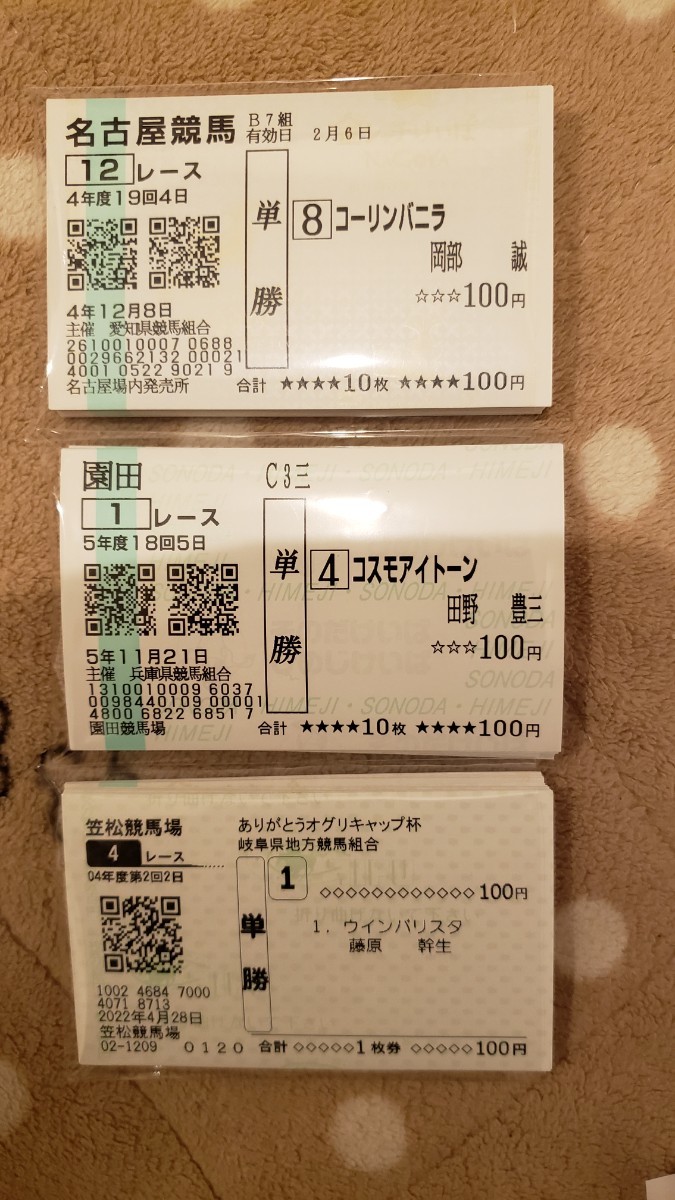 名古屋競馬 B7組
有効日 2月6日
12レース
4年度19回4日
単勝
8 コーリンバニラ
岡部 誠
☆☆☆100円
4年12月8日
主催 愛知県競馬組合
2610010007 0688
0029662132 00021
4001 0522 9021 9
名古屋場内発売所
合計 ★★★★10枚 ★★★★100円
園田 C3三
1レース
5年度18回5日
単勝
4 コスモアイトーン
田野 豊三
☆☆☆100円
5年11月21日
主催 兵庫県競馬組合
1310010009 6037
0098440109 00001
4800 6822 6851 7
園田競馬場
合計 ★★★★10枚 ★★★★100円
SONODA・HIMEJI・SONODA・HIMEJI
HIMEJI・SONODA・HIMEJI
SONODA
笠松競馬場
ありがとうオグリキャップ杯
岐阜県地方競馬組合
4 レース
04年度第2回2日
単勝
1 ◇◇◇◇◇◇◇◇◇◇◇◇100円
1. ウインバリスタ
藤原 幹生
1002 4684 7000
4071 8713
2022年4月28日
笠松競馬場
02-1209 0120 合計 ◇◇◇◇◇1枚券 ◇◇◇◇◇100円